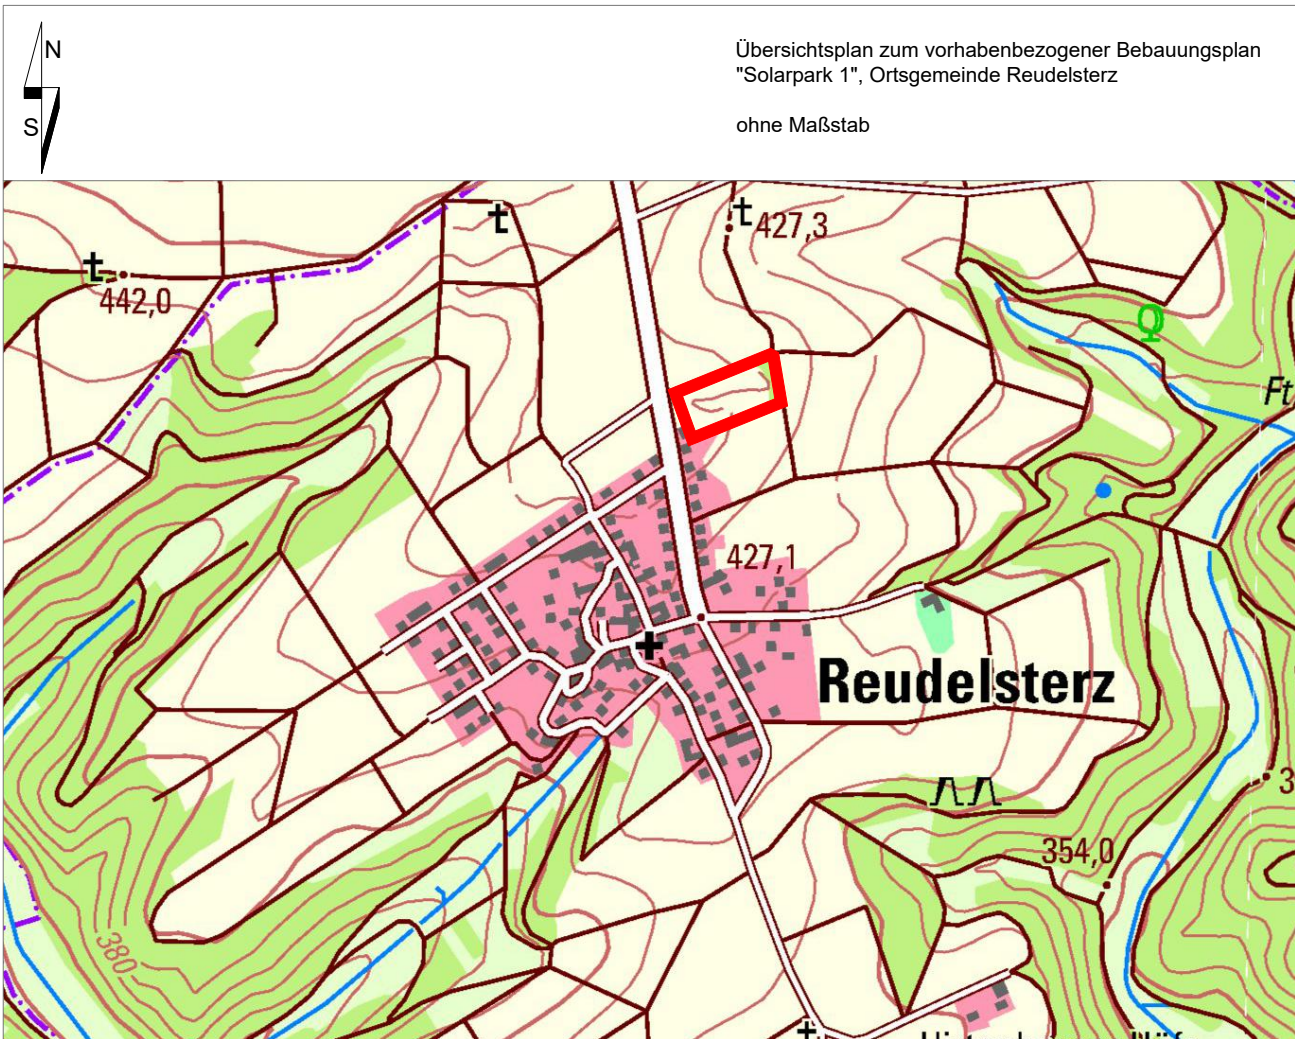 N
S
Übersichtsplan zum vorhabenbezogener Bebauungsplan
"Solarpark 1", Ortsgemeinde Reudelsterz
ohne Maßstab
427,3
442,0
Ft
427,1
Reudelsterz
3
354,0
380